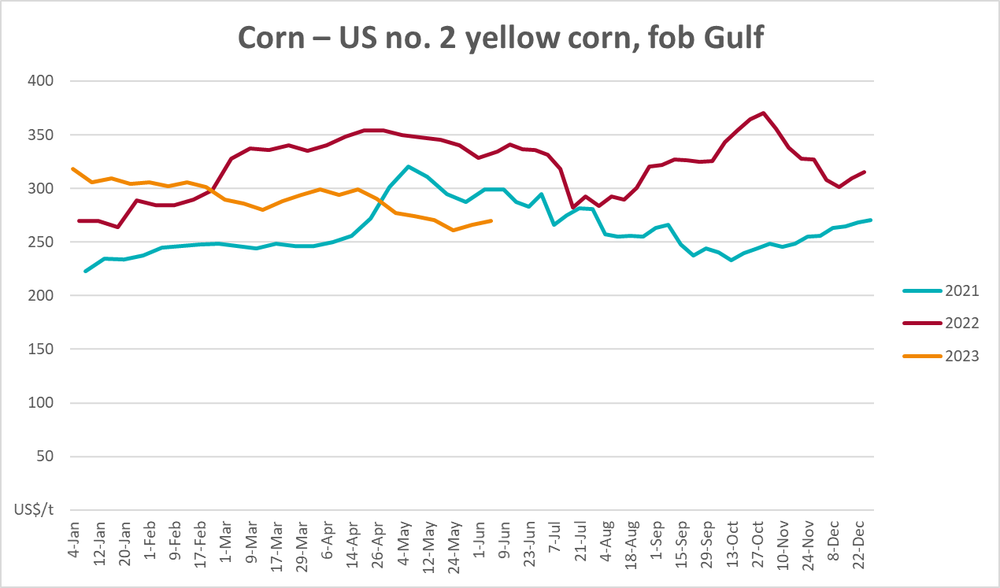 Corn – US no. 2 yellow corn, fob Gulf
400
350
300
250
200
150
100
50
US$/t
4-Jan
12-Jan
20-Jan
1-Feb
9-Feb
17-Feb
1-Mar
9-Mar
17-Mar
29-Mar
6-Apr
14-Apr
26-Apr
4-May
12-May
24-May
1-Jun
9-Jun
23-Jun
7-Jul
21-Jul
4-Aug
18-Aug
1-Sep
15-Sep
29-Sep
13-Oct
27-Oct
10-Nov
24-Nov
8-Dec
22-Dec
2021
2022
2023